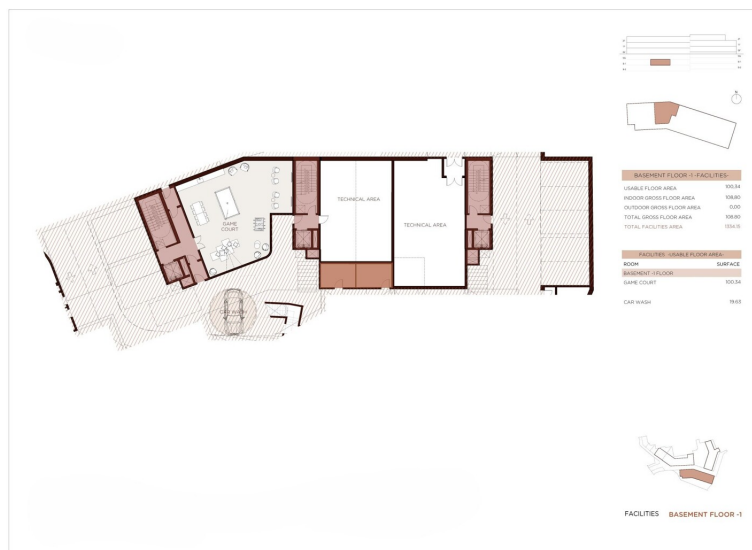 N
BASEMENT FLOOR -1 -FACILITIES-
USABLE FLOOR AREA 100,34
INDOOR GROSS FLOOR AREA 108,80
OUTDOOR GROSS FLOOR AREA 0,00
TOTAL GROSS FLOOR AREA 108,80
TOTAL FACILITIES AREA
FACILITIES -USABLE FLOOR AREA-
ROOM SURFACE
BASEMENT -1 FLOOR
GAME COURT 100,34
CAR WASH 19,63
TECHNICAL AREA
TECHNICAL AREA
GAME
COURT
CAR WASH
FACILITIES BASEMENT FLOOR -1